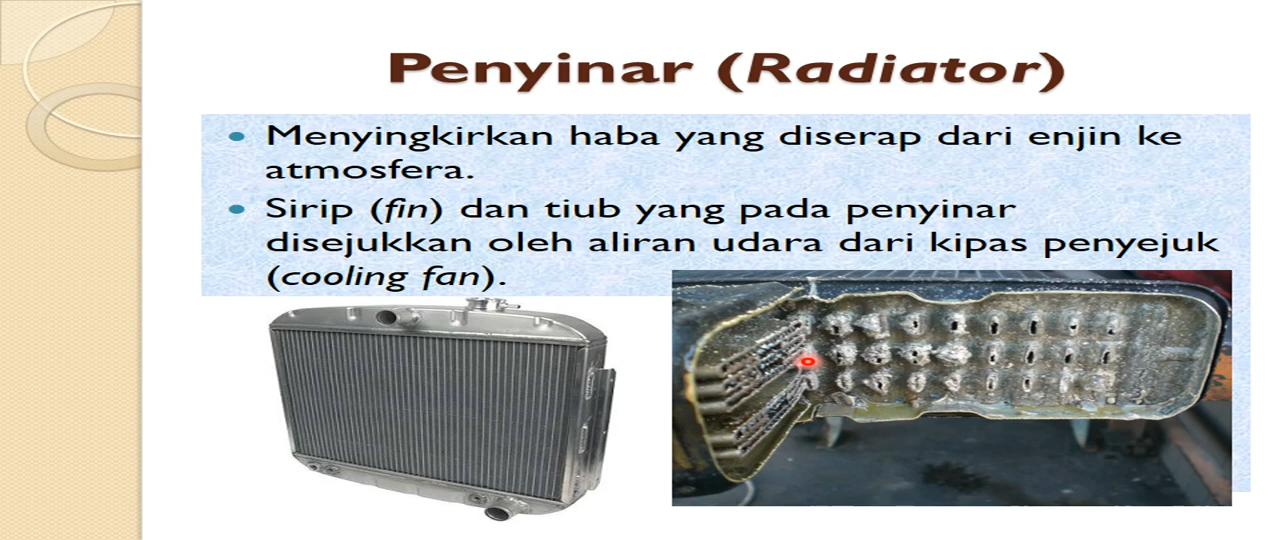 Penyinar (Radiator)
• Menyingkirkan haba yang diserap dari enjin ke
atmosfera.
• Sirip (fin) dan tiub yang pada penyinar
disejukkan oleh aliran udara dari kipas penyejuk
(cooling fan).